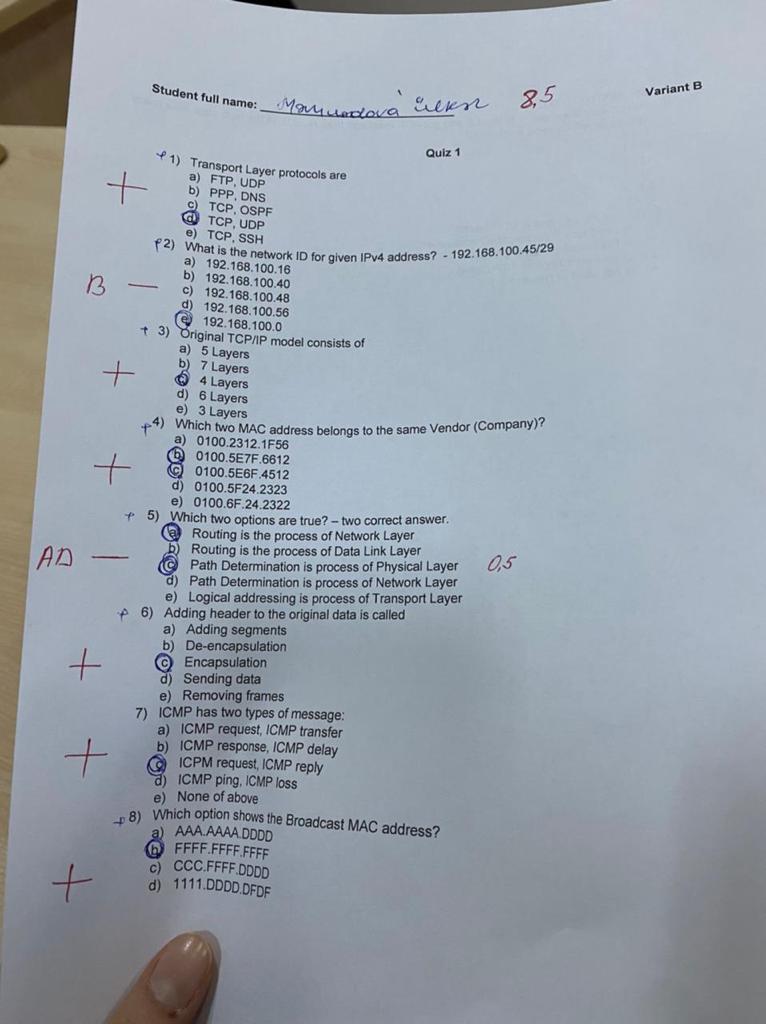 Student full name:
8,5
Variant B
Quiz 1
+ 1) Transport Layer protocols are
+
a) FTP, UDP
b) PPP, DNS
c) TCP, OSPF
d) TCP, UDP
e) TCP, SSH
2) What is the network ID for given IPv4 address? - 192.168.100.45/29
a) 192.168.100.16
B -
b) 192.168.100.40
c) 192.168.100.48
d) 192.168.100.56
e) 192.168.100.0
+ 3) Original TCP/IP model consists of
a) 5 Layers
+
b) 7 Layers
c) 4 Layers
d) 6 Layers
e) 3 Layers
+ 4) Which two MAC address belongs to the same Vendor (Company)?
a) 0100.2312.1F56
+
b) 0100.5E7F.6612
c) 0100.5E6F.4512
d) 0100.5F24.2323
e) 0100.6F.24.2322
+ 5) Which two options are true? – two correct answer.
a) Routing is the process of Network Layer
b) Routing is the process of Data Link Layer
AD -
c) Path Determination is process of Physical Layer 0,5
d) Path Determination is process of Network Layer
e) Logical addressing is process of Transport Layer
+ 6) Adding header to the original data is called
a) Adding segments
b) De-encapsulation
+
c) Encapsulation
d) Sending data
e) Removing frames
7) ICMP has two types of message:
a) ICMP request, ICMP transfer
b) ICMP response, ICMP delay
+
c) ICPM request, ICMP reply
d) ICMP ping, ICMP loss
e) None of above
+ 8) Which option shows the Broadcast MAC address?
a) AAA.AAAA.DDDD
b) FFFF.FFFF.FFFF
c) CCC.FFFF.DDDD
+
d) 1111.DDDD.DFDF